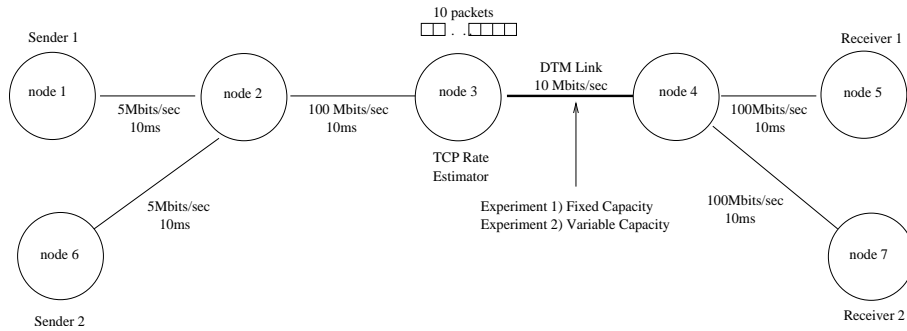 10 packets
. . .
Sender 1
Receiver 1
DTM Link
10 Mbits/sec
node 1
node 2
node 3
node 4
node 5
5Mbits/sec
10ms
100 Mbits/sec
10ms
100Mbits/sec
10ms
TCP Rate
Estimator
5Mbits/sec
10ms
Experiment 1) Fixed Capacity
Experiment 2) Variable Capacity
100Mbits/sec
10ms
node 6
node 7
Sender 2
Receiver 2